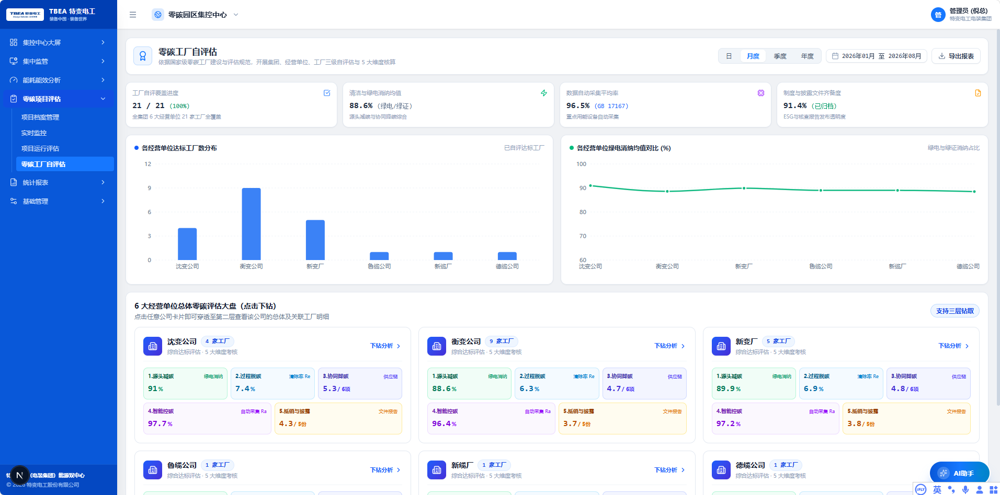 TBEA 特变电工
TBEA 特变电工
装备中国 · 装备世界
集控中心大屏
集中监管
能耗能效分析
零碳项目评估
项目档案管理
实时监控
项目运行评估
零碳工厂自评估
统计报表
基础管理
N
(电装集团) 能源双中心
特变电工股份有限公司
零碳园区集控中心
管
管理员 (倪总)
特变电工电装集团
零碳工厂自评估
依据国家级零碳工厂建设与评估规范，开展集团、经营单位、工厂三级自评估与 5 大维度核算
日 月度 季度 年度
2026年01月 至 2026年08月
导出报表
工厂自评覆盖进度
21 / 21 (100%)
全集团 6 大经营单位 21 家工厂全覆盖
清洁与绿电消纳均值
88.6% (绿电/绿证)
源头减碳与协同降碳综合
数据自动采集平均率
96.5% (GB 17167)
重点用能设备自动采集
制度与披露文件齐备度
91.4% (已归档)
ESG与核查报告发布透明度
各经营单位达标工厂数分布
已自评达标工厂
12
9
6
3
0
沈变公司 衡变公司 新变厂 鲁缆公司 新缆厂 德缆公司
各经营单位绿电消纳均值对比 (%)
绿电与绿证消纳占比
100
90
80
70
60
沈变公司 衡变公司 新变厂 鲁缆公司 新缆厂 德缆公司
6 大经营单位总体零碳评估大盘（点击下钻）
点击任意公司卡片即可穿透至第二层查看该公司的总体及关联工厂明细
支持三层钻取
沈变公司 4 家工厂
综合达标评估 · 5 大维度考核
下钻分析
1.源头减碳 绿电消纳
91%
2.过程脱碳 清除率 Re
7.4%
3.协同降碳 供应链
5.3/ 6项
4.智能控碳 自动采集 Ra
97.7%
5.抵销与披露 文件报告
4.3/ 5份
衡变公司 9 家工厂
综合达标评估 · 5 大维度考核
下钻分析
1.源头减碳 绿电消纳
88.6%
2.过程脱碳 清除率 Re
6.3%
3.协同降碳 供应链
4.7/ 6项
4.智能控碳 自动采集 Ra
96.4%
5.抵销与披露 文件报告
3.7/ 5份
新变厂 5 家工厂
综合达标评估 · 5 大维度考核
下钻分析
1.源头减碳 绿电消纳
89.9%
2.过程脱碳 清除率 Re
6.9%
3.协同降碳 供应链
4.8/ 6项
4.智能控碳 自动采集 Ra
97.2%
5.抵销与披露 文件报告
3.8/ 5份
鲁缆公司 1 家工厂
综合达标评估 · 5 大维度考核
下钻分析
新缆厂 1 家工厂
综合达标评估 · 5 大维度考核
下钻分析
德缆公司 1 家工厂
综合达标评估 · 5 大维度考核
AI助手
iFLY 英